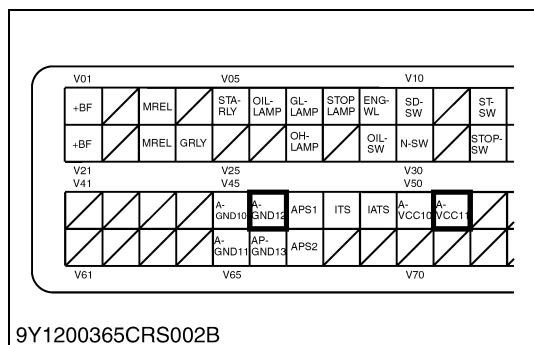 V01 V05 V10
+BF MREL STA-RLY OIL-LAMP GL-LAMP STOP LAMP ENG-WL SD-SW ST-SW
+BF MREL GRLY OH-LAMP OIL-SW N-SW STOP-SW
V21 V25 V30
V41 V45 V50
A-GND10 A-GND12 APS1 ITS IATS A-VCC10 A-VCC11
A-GND11 AP-GND13 APS2
V61 V65 V70
9Y1200365CRS002B